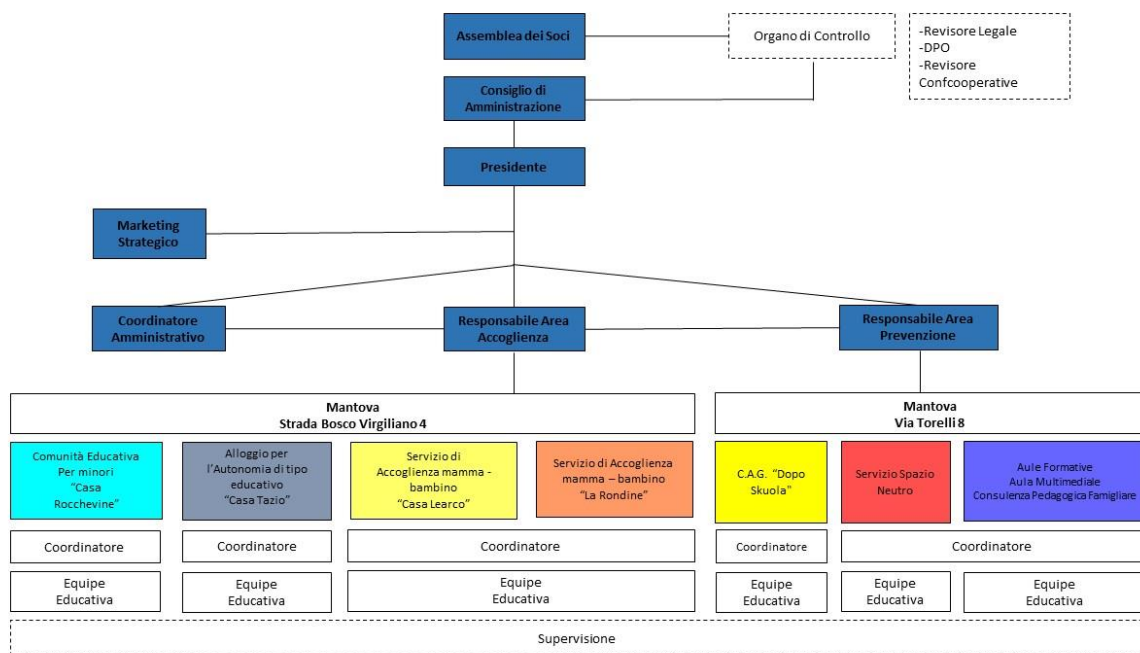 Assemblea dei Soci
Organo di Controllo
-Revisore Legale
-DPO
-Revisore
Confcooperative
Consiglio di
Amministrazione
Presidente
Marketing
Strategico
Coordinatore
Amministrativo
Responsabile Area
Accoglienza
Responsabile Area
Prevenzione
Mantova
Strada Bosco Virgiliano 4
Mantova
Via Torelli 8
Comunità Educativa
Per minori
"Casa
Rocchevine"
Alloggio per
l'Autonomia di tipo
educativo
"Casa Tazio"
Servizio di
Accoglienza mamma -
bambino
"Casa Learco"
Servizio di Accoglienza
mamma – bambino
"La Rondine"
C.A.G. "Dopo
Skuola"
Servizio Spazio
Neutro
Aule Formative
Aula Multimediale
Consulenza Pedagogica Famigliare
Coordinatore
Coordinatore
Coordinatore
Coordinatore
Coordinatore
Equipe
Educativa
Equipe
Educativa
Equipe
Educativa
Equipe
Educativa
Equipe
Educativa
Equipe
Educativa
Supervisione